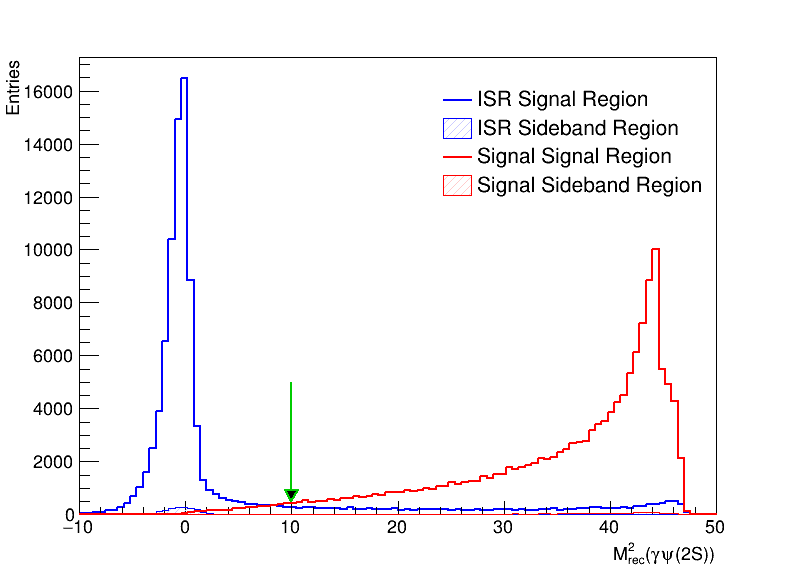 Entries
16000
14000
12000
10000
8000
6000
4000
2000
0
−10 0 10 20 30 40 50
M²rec(γψ(2S))
ISR Signal Region
ISR Sideband Region
Signal Signal Region
Signal Sideband Region